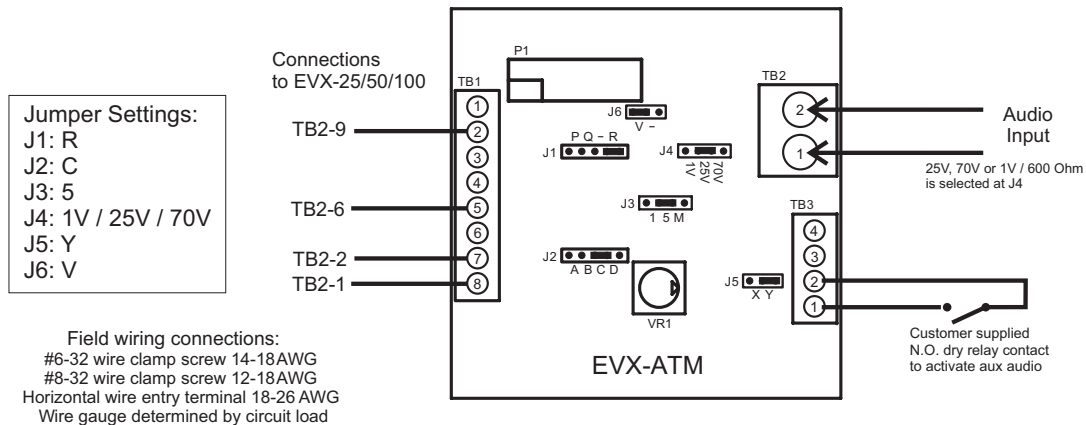 Jumper Settings:
J1: R
J2: C
J3: 5
J4: 1V / 25V / 70V
J5: Y
J6: V
Connections
to EVX-25/50/100
TB2-9
TB2-6
TB2-2
TB2-1
TB1
1
2
3
4
5
6
7
8
P1
J6
V –
P Q – R
J1
J4
1V
25V
70V
J3
1 5 M
J2
A B C D
VR1
J5
X Y
EVX-ATM
TB2
2
1
TB3
4
3
2
1
Audio
Input
25V, 70V or 1V / 600 Ohm
is selected at J4
Customer supplied
N.O. dry relay contact
to activate aux audio
Field wiring connections:
#6-32 wire clamp screw 14-18AWG
#8-32 wire clamp screw 12-18AWG
Horizontal wire entry terminal 18-26 AWG
Wire gauge determined by circuit load